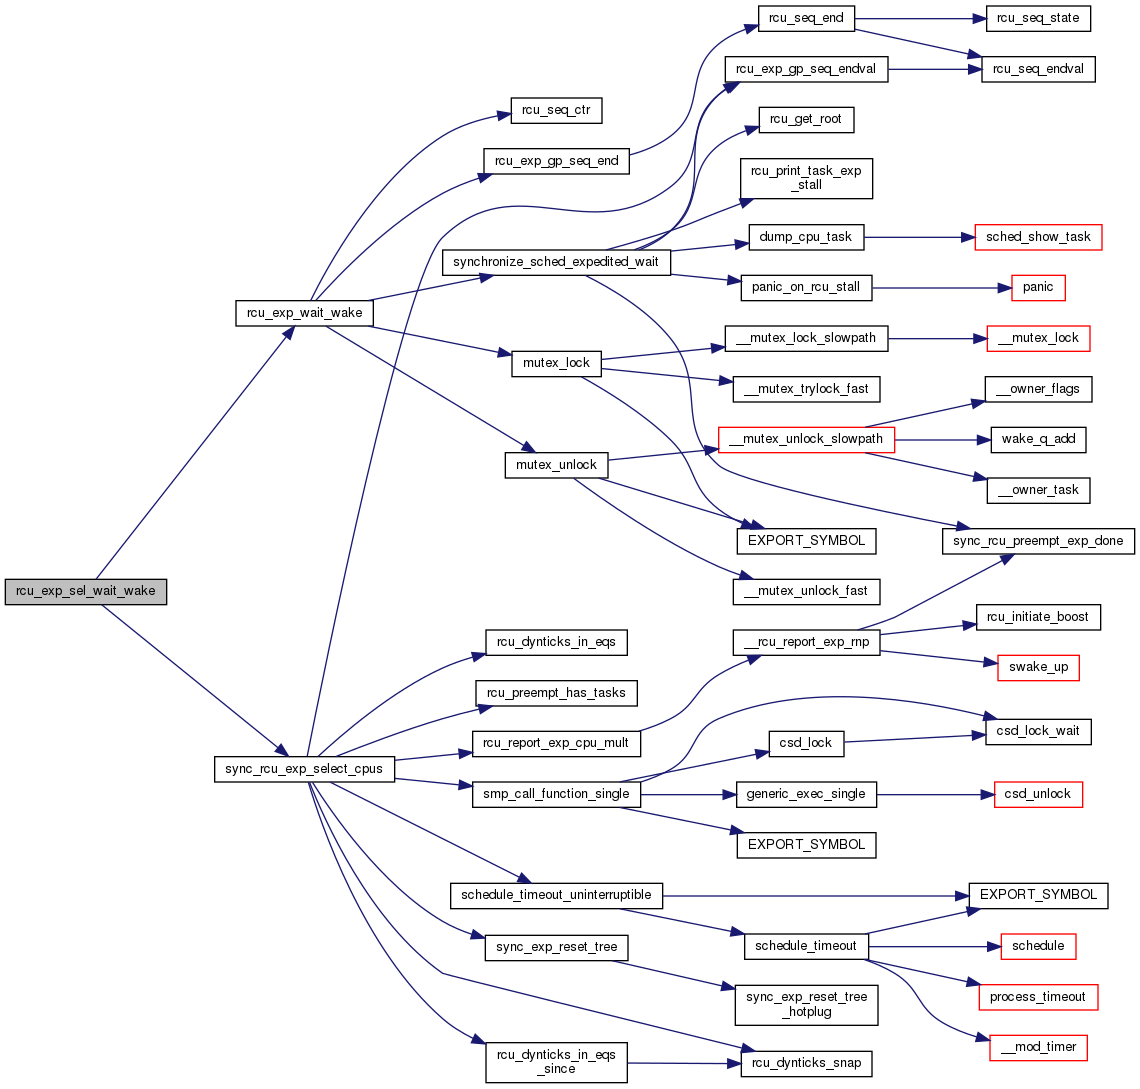 rcu_seq_end
rcu_seq_state
rcu_exp_gp_seq_endval
rcu_seq_endval
rcu_seq_ctr
rcu_get_root
rcu_exp_gp_seq_end
rcu_print_task_exp
_stall
dump_cpu_task
sched_show_task
synchronize_sched_expedited_wait
panic_on_rcu_stall
panic
rcu_exp_wait_wake
__mutex_lock_slowpath
__mutex_lock
mutex_lock
__mutex_trylock_fast
__owner_flags
__mutex_unlock_slowpath
wake_q_add
mutex_unlock
__owner_task
EXPORT_SYMBOL
sync_rcu_preempt_exp_done
rcu_exp_sel_wait_wake
__mutex_unlock_fast
rcu_initiate_boost
rcu_dynticks_in_eqs
__rcu_report_exp_rnp
swake_up
rcu_preempt_has_tasks
rcu_report_exp_cpu_mult
csd_lock
csd_lock_wait
sync_rcu_exp_select_cpus
smp_call_function_single
generic_exec_single
csd_unlock
EXPORT_SYMBOL
schedule_timeout_uninterruptible
EXPORT_SYMBOL
sync_exp_reset_tree
schedule_timeout
schedule
sync_exp_reset_tree
_hotplug
process_timeout
__mod_timer
rcu_dynticks_in_eqs
_since
rcu_dynticks_snap